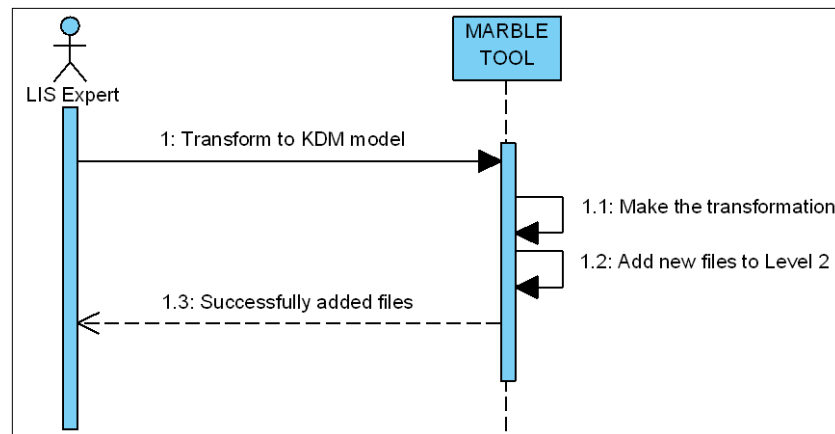 MARBLE
TOOL
LIS Expert
1: Transform to KDM model
1.1: Make the transformation
1.2: Add new files to Level 2
1.3: Successfully added files